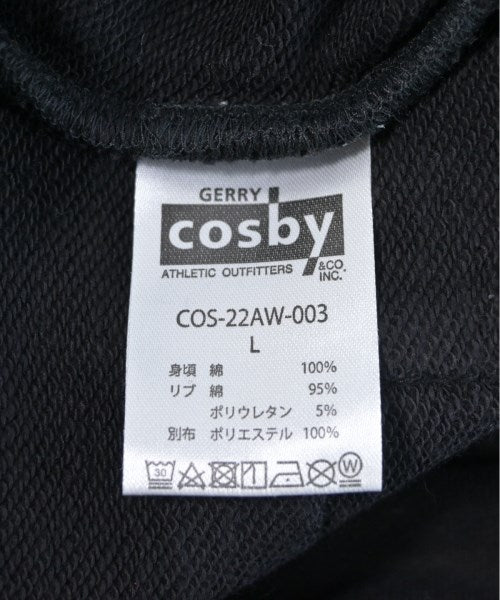 GERRY
cosby
ATHLETIC OUTFITTERS &CO. INC.
COS-22AW-003
L
身頃 綿 100%
リブ 綿 95%
ポリウレタン 5%
別布 ポリエステル 100%
30 W